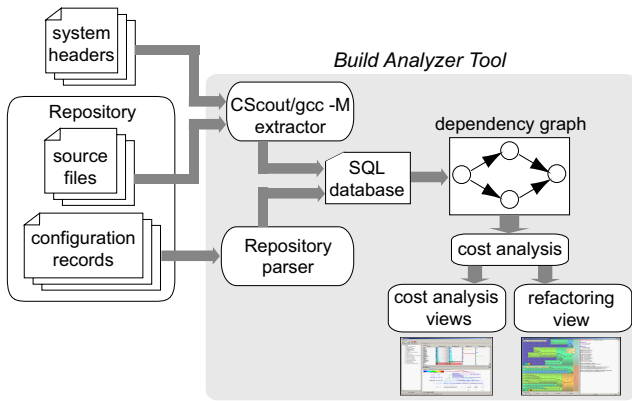 system
headers
Build Analyzer Tool
Repository
source
files
configuration
records
CScout/gcc -M
extractor
Repository
parser
SQL
database
dependency graph
cost analysis
cost analysis
views
refactoring
view